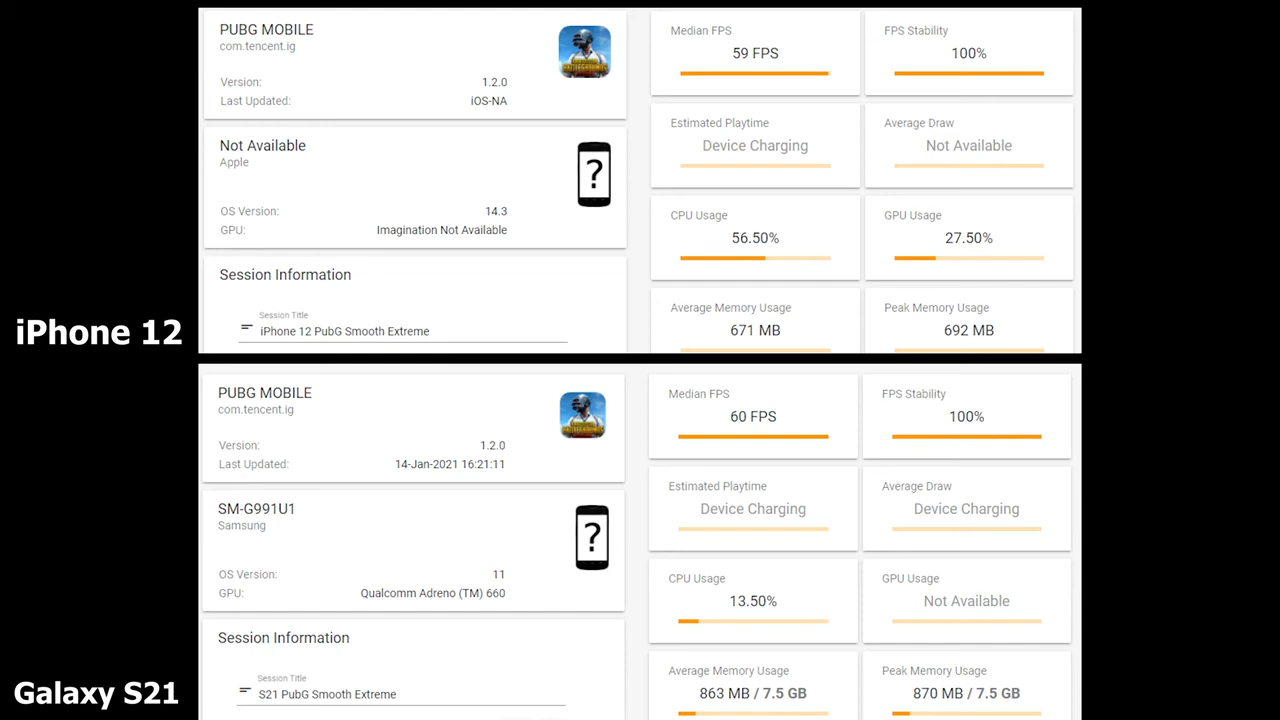 PUBG MOBILE
com.tencent.ig
Version: 1.2.0
Last Updated: iOS-NA
Not Available
Apple
?
OS Version: 14.3
GPU: Imagination Not Available
Session Information
Session Title
iPhone 12 PubG Smooth Extreme
Median FPS
59 FPS
FPS Stability
100%
Estimated Playtime
Device Charging
Average Draw
Not Available
CPU Usage
56.50%
GPU Usage
27.50%
Average Memory Usage
671 MB
Peak Memory Usage
692 MB
iPhone 12
PUBG MOBILE
com.tencent.ig
Version: 1.2.0
Last Updated: 14-Jan-2021 16:21:11
SM-G991U1
Samsung
?
OS Version: 11
GPU: Qualcomm Adreno (TM) 660
Session Information
Session Title
S21 PubG Smooth Extreme
Median FPS
60 FPS
FPS Stability
100%
Estimated Playtime
Device Charging
Average Draw
Device Charging
CPU Usage
13.50%
GPU Usage
Not Available
Average Memory Usage
863 MB / 7.5 GB
Peak Memory Usage
870 MB / 7.5 GB
Galaxy S21